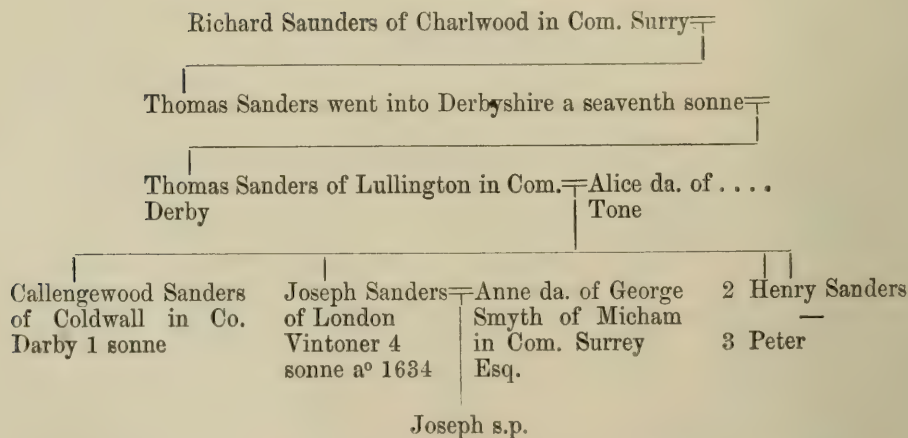 Richard Saunders of Charlwood in Com. Surry
Thomas Sanders went into Derbyshire a seaventh sonne
Thomas Sanders of Lullington in Com.
Derby
Alice da. of . . . .
Tone
Callengewood Sanders
of Coldwall in Co.
Darby 1 sonne
Joseph Sanders
of London
Vintoner 4
sonne aº 1634
Anne da. of George
Smyth of Micham
in Com. Surrey
Esq.
2 Henry Sanders
—
3 Peter
Joseph s.p.